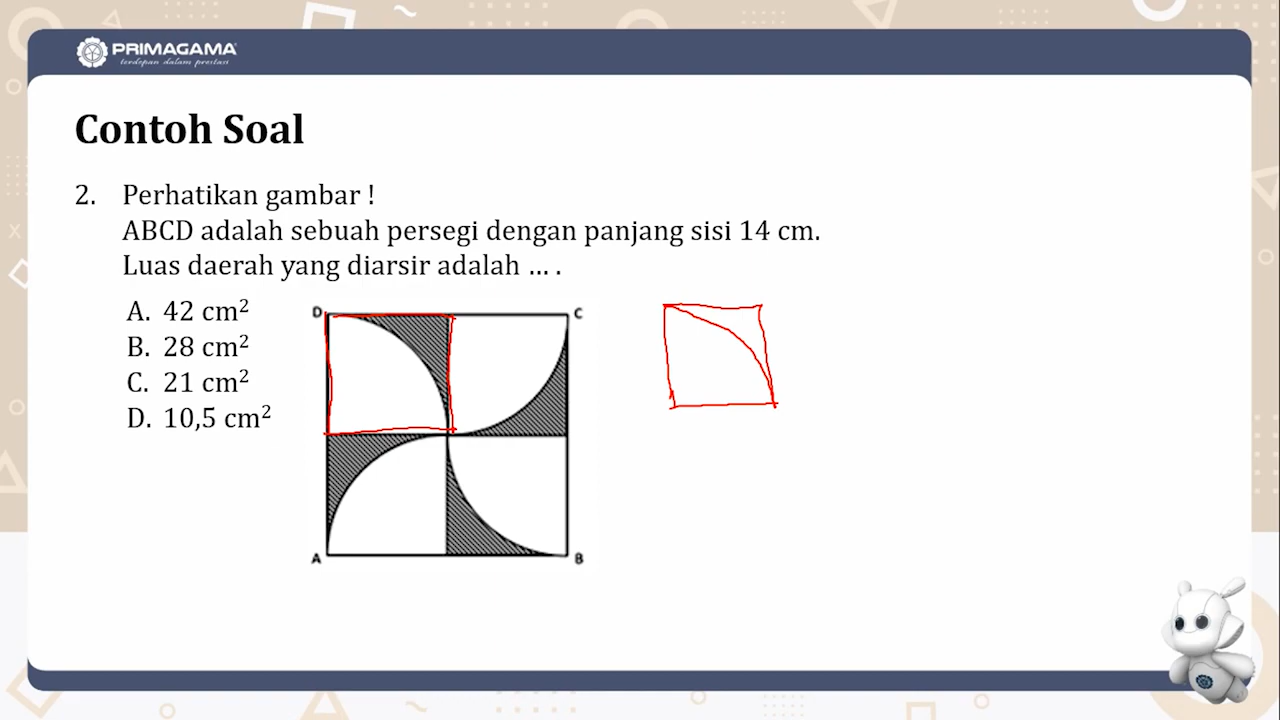 PRIMAGAMA
terdepan dalam prestasi
Contoh Soal
2. Perhatikan gambar !
ABCD adalah sebuah persegi dengan panjang sisi 14 cm.
Luas daerah yang diarsir adalah ... .
A. 42 cm²
B. 28 cm²
C. 21 cm²
D. 10,5 cm²
D
C
A
B